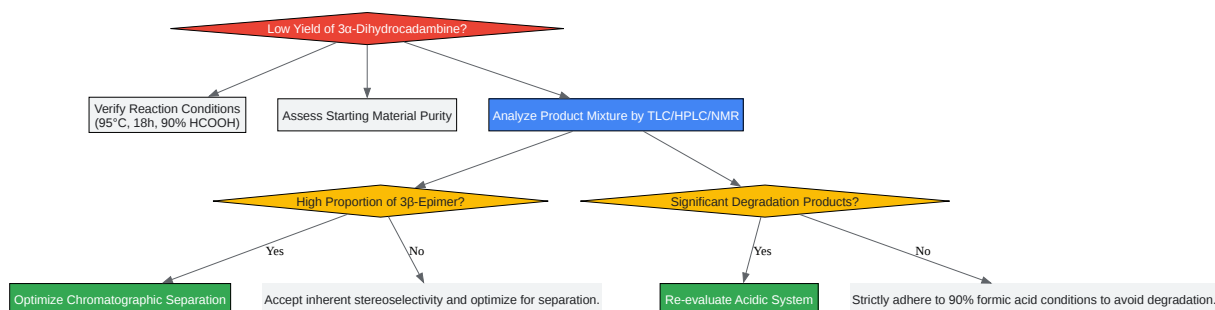 Low Yield of 3α-Dihydrocadambine?
Verify Reaction Conditions
(95°C, 18h, 90% HCOOH)
Assess Starting Material Purity
Analyze Product Mixture by TLC/HPLC/NMR
High Proportion of 3β-Epimer?
Significant Degradation Products?
Yes
No
Yes
No
Optimize Chromatographic Separation
Accept inherent stereoselectivity and optimize for separation.
Re-evaluate Acidic System
Strictly adhere to 90% formic acid conditions to avoid degradation.